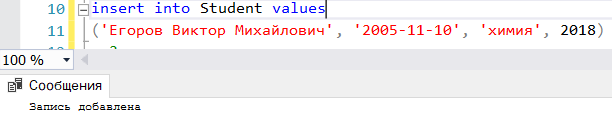 10 insert into Student values
11 ('Егоров Виктор Михайлович', '2005-11-10', 'химия', 2018)
100 %
Сообщения
Запись добавлена